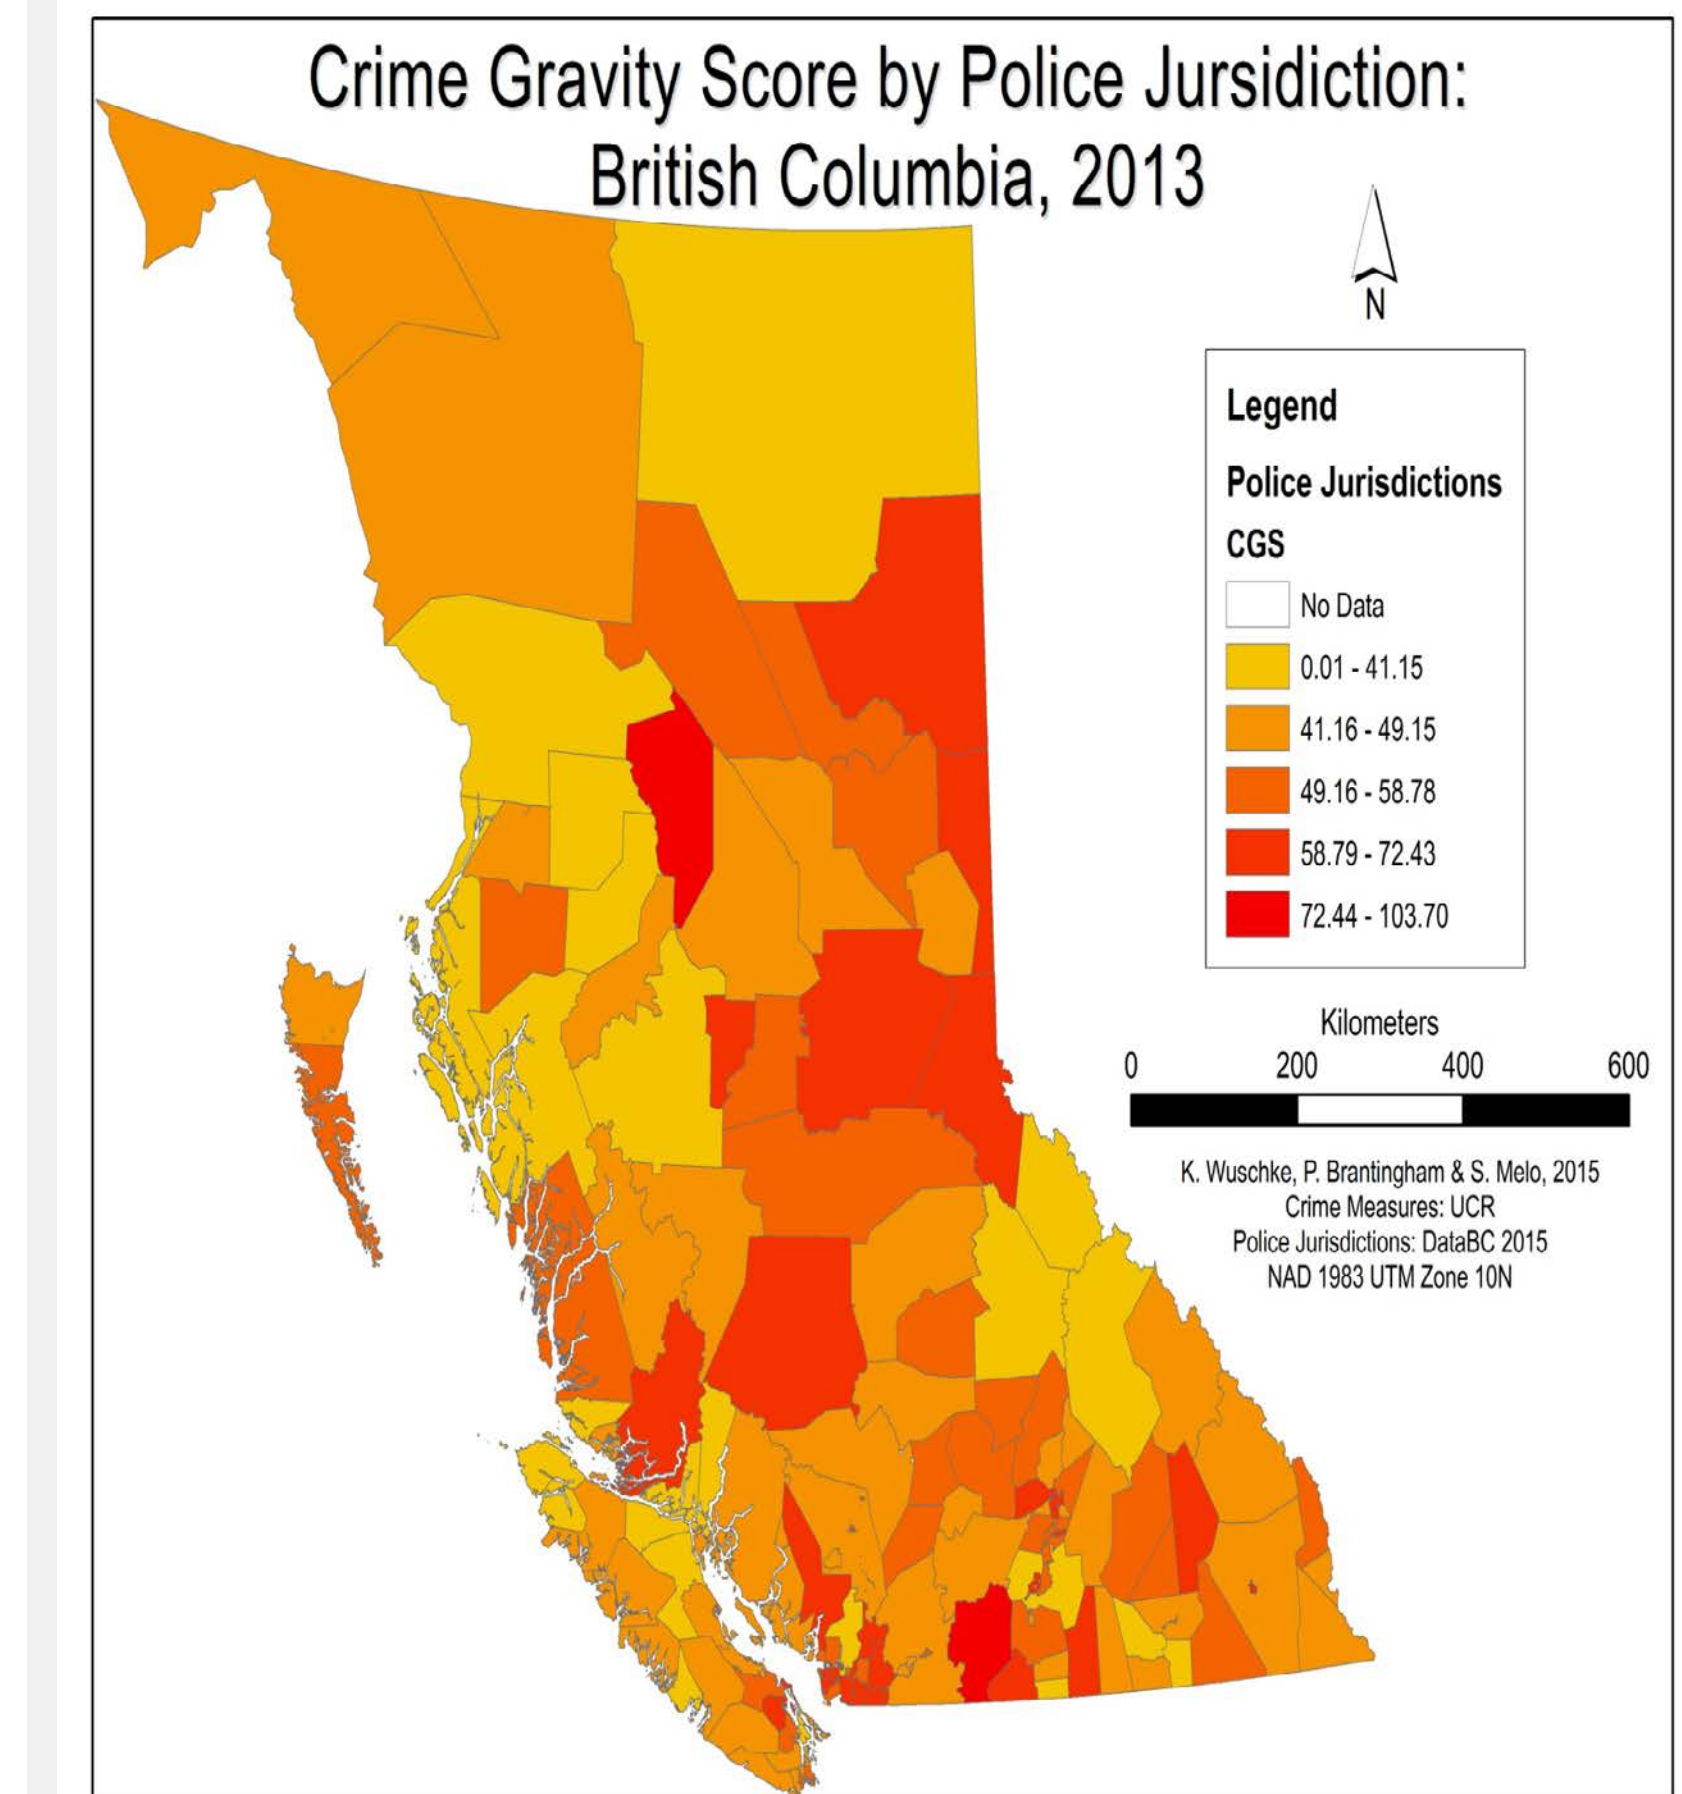 Crime Gravity Score by Police Jursidiction:
British Columbia, 2013
N
Legend
Police Jurisdictions
CGS
No Data
0.01 - 41.15
41.16 - 49.15
49.16 - 58.78
58.79 - 72.43
72.44 - 103.70
Kilometers
0 200 400 600
K. Wuschke, P. Brantingham & S. Melo, 2015
Crime Measures: UCR
Police Jurisdictions: DataBC 2015
NAD 1983 UTM Zone 10N